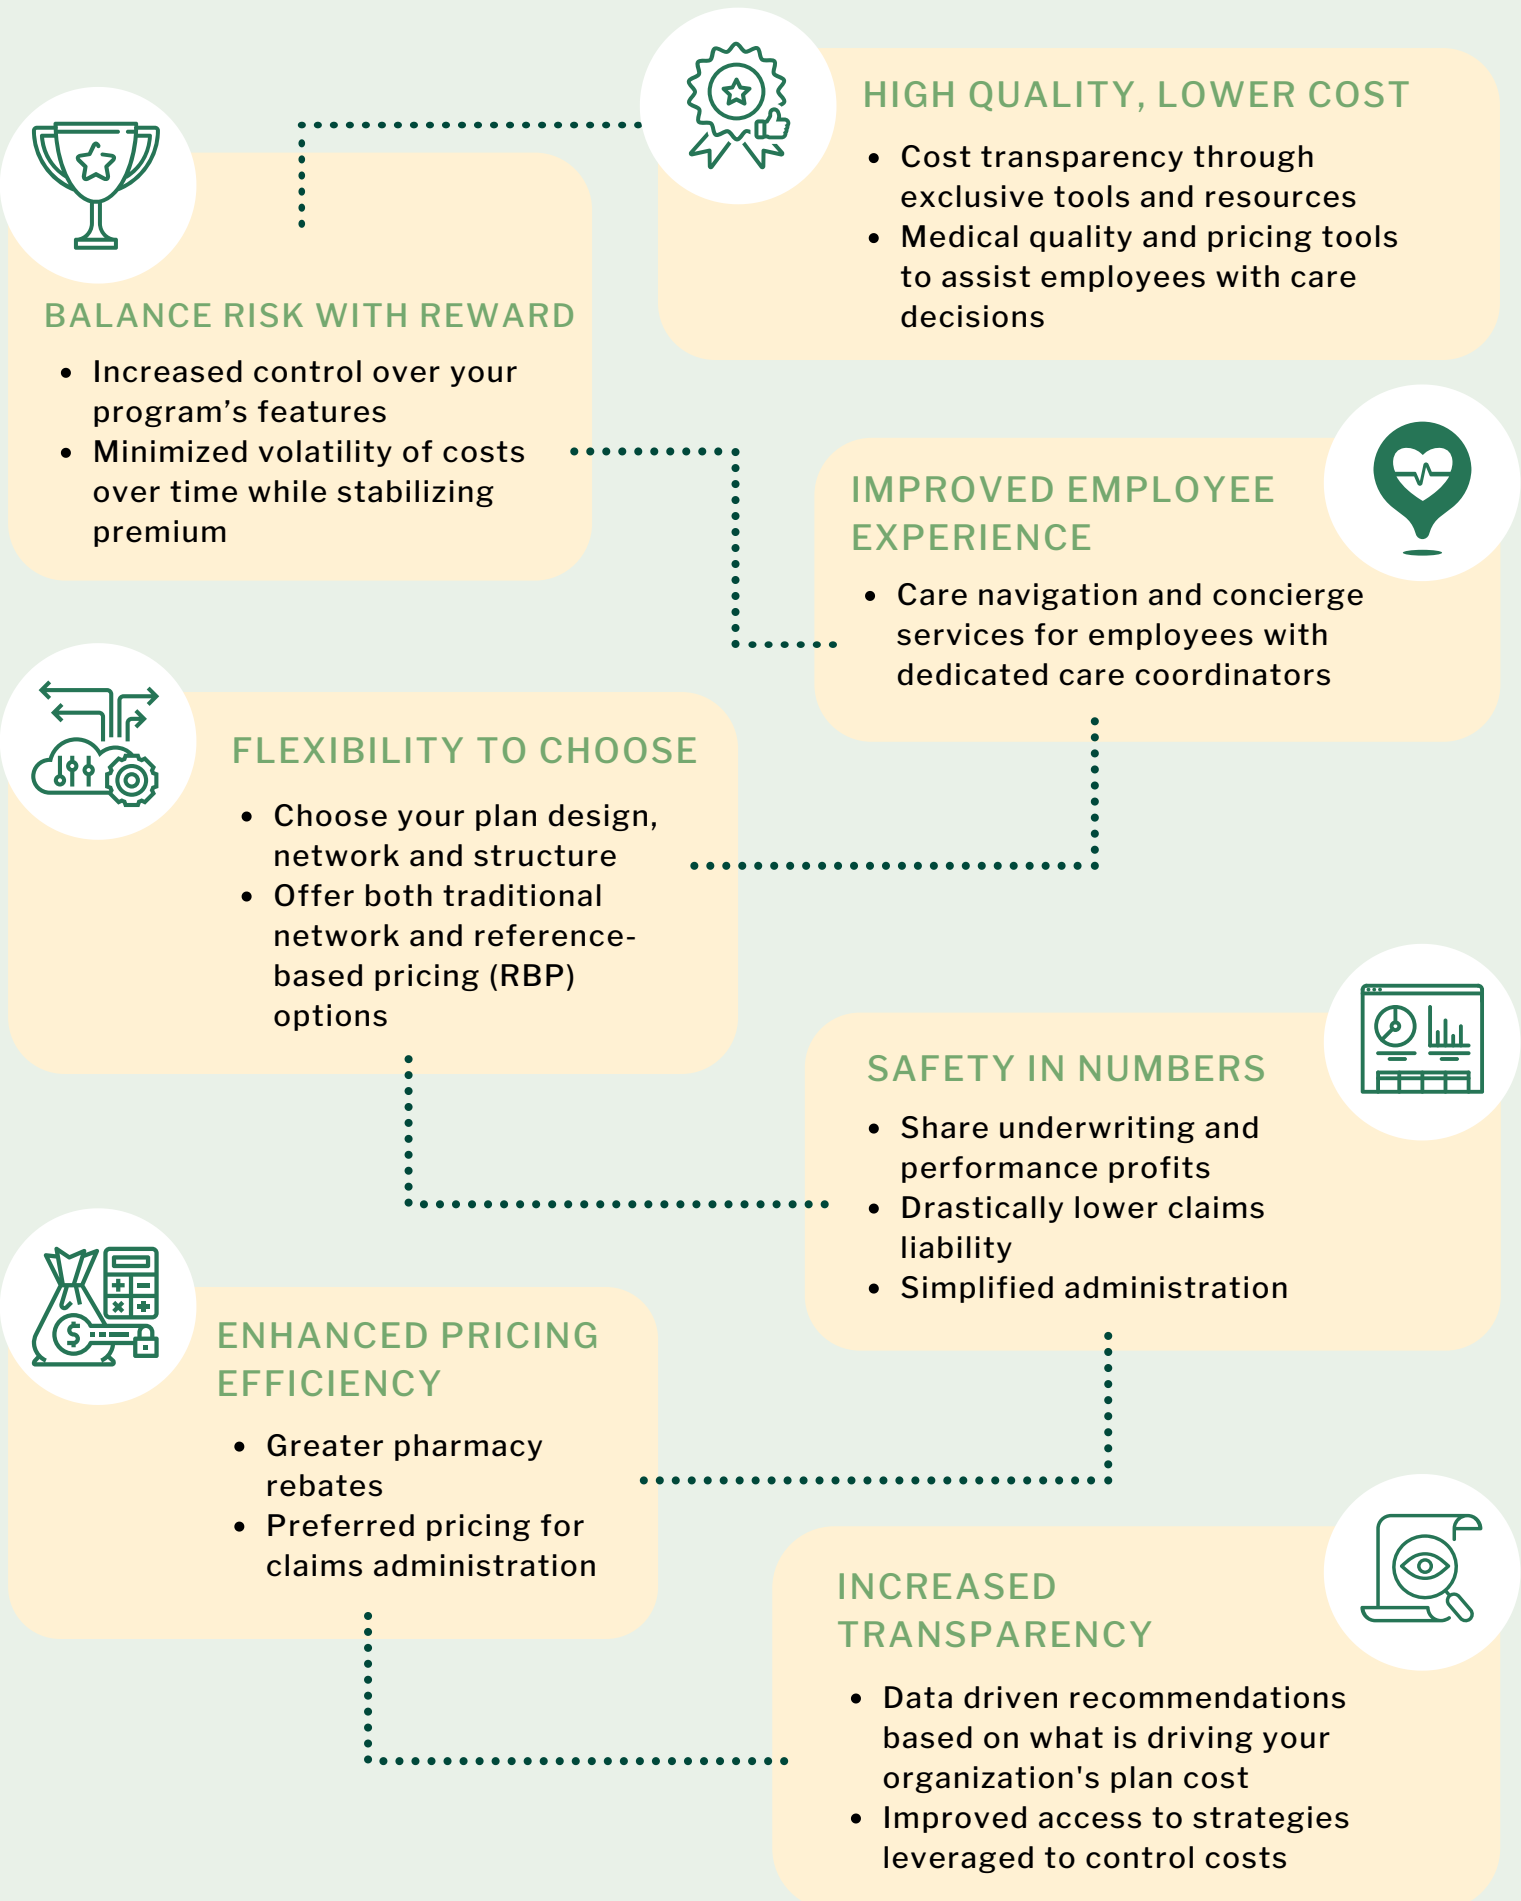 HIGH QUALITY, LOWER COST
• Cost transparency through
exclusive tools and resources
• Medical quality and pricing tools
to assist employees with care
decisions
BALANCE RISK WITH REWARD
• Increased control over your
program’s features
• Minimized volatility of costs
over time while stabilizing
premium
IMPROVED EMPLOYEE
EXPERIENCE
• Care navigation and concierge
services for employees with
dedicated care coordinators
FLEXIBILITY TO CHOOSE
• Choose your plan design,
network and structure
• Offer both traditional
network and reference-
based pricing (RBP)
options
SAFETY IN NUMBERS
• Share underwriting and
performance profits
• Drastically lower claims
liability
• Simplified administration
ENHANCED PRICING
EFFICIENCY
• Greater pharmacy
rebates
• Preferred pricing for
claims administration
INCREASED
TRANSPARENCY
• Data driven recommendations
based on what is driving your
organization's plan cost
• Improved access to strategies
leveraged to control costs